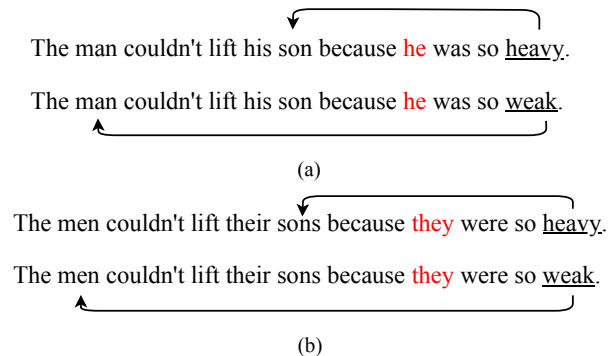 The man couldn't lift his son because he was so heavy.
The man couldn't lift his son because he was so weak.
(a)
The men couldn't lift their sons because they were so heavy.
The men couldn't lift their sons because they were so weak.
(b)